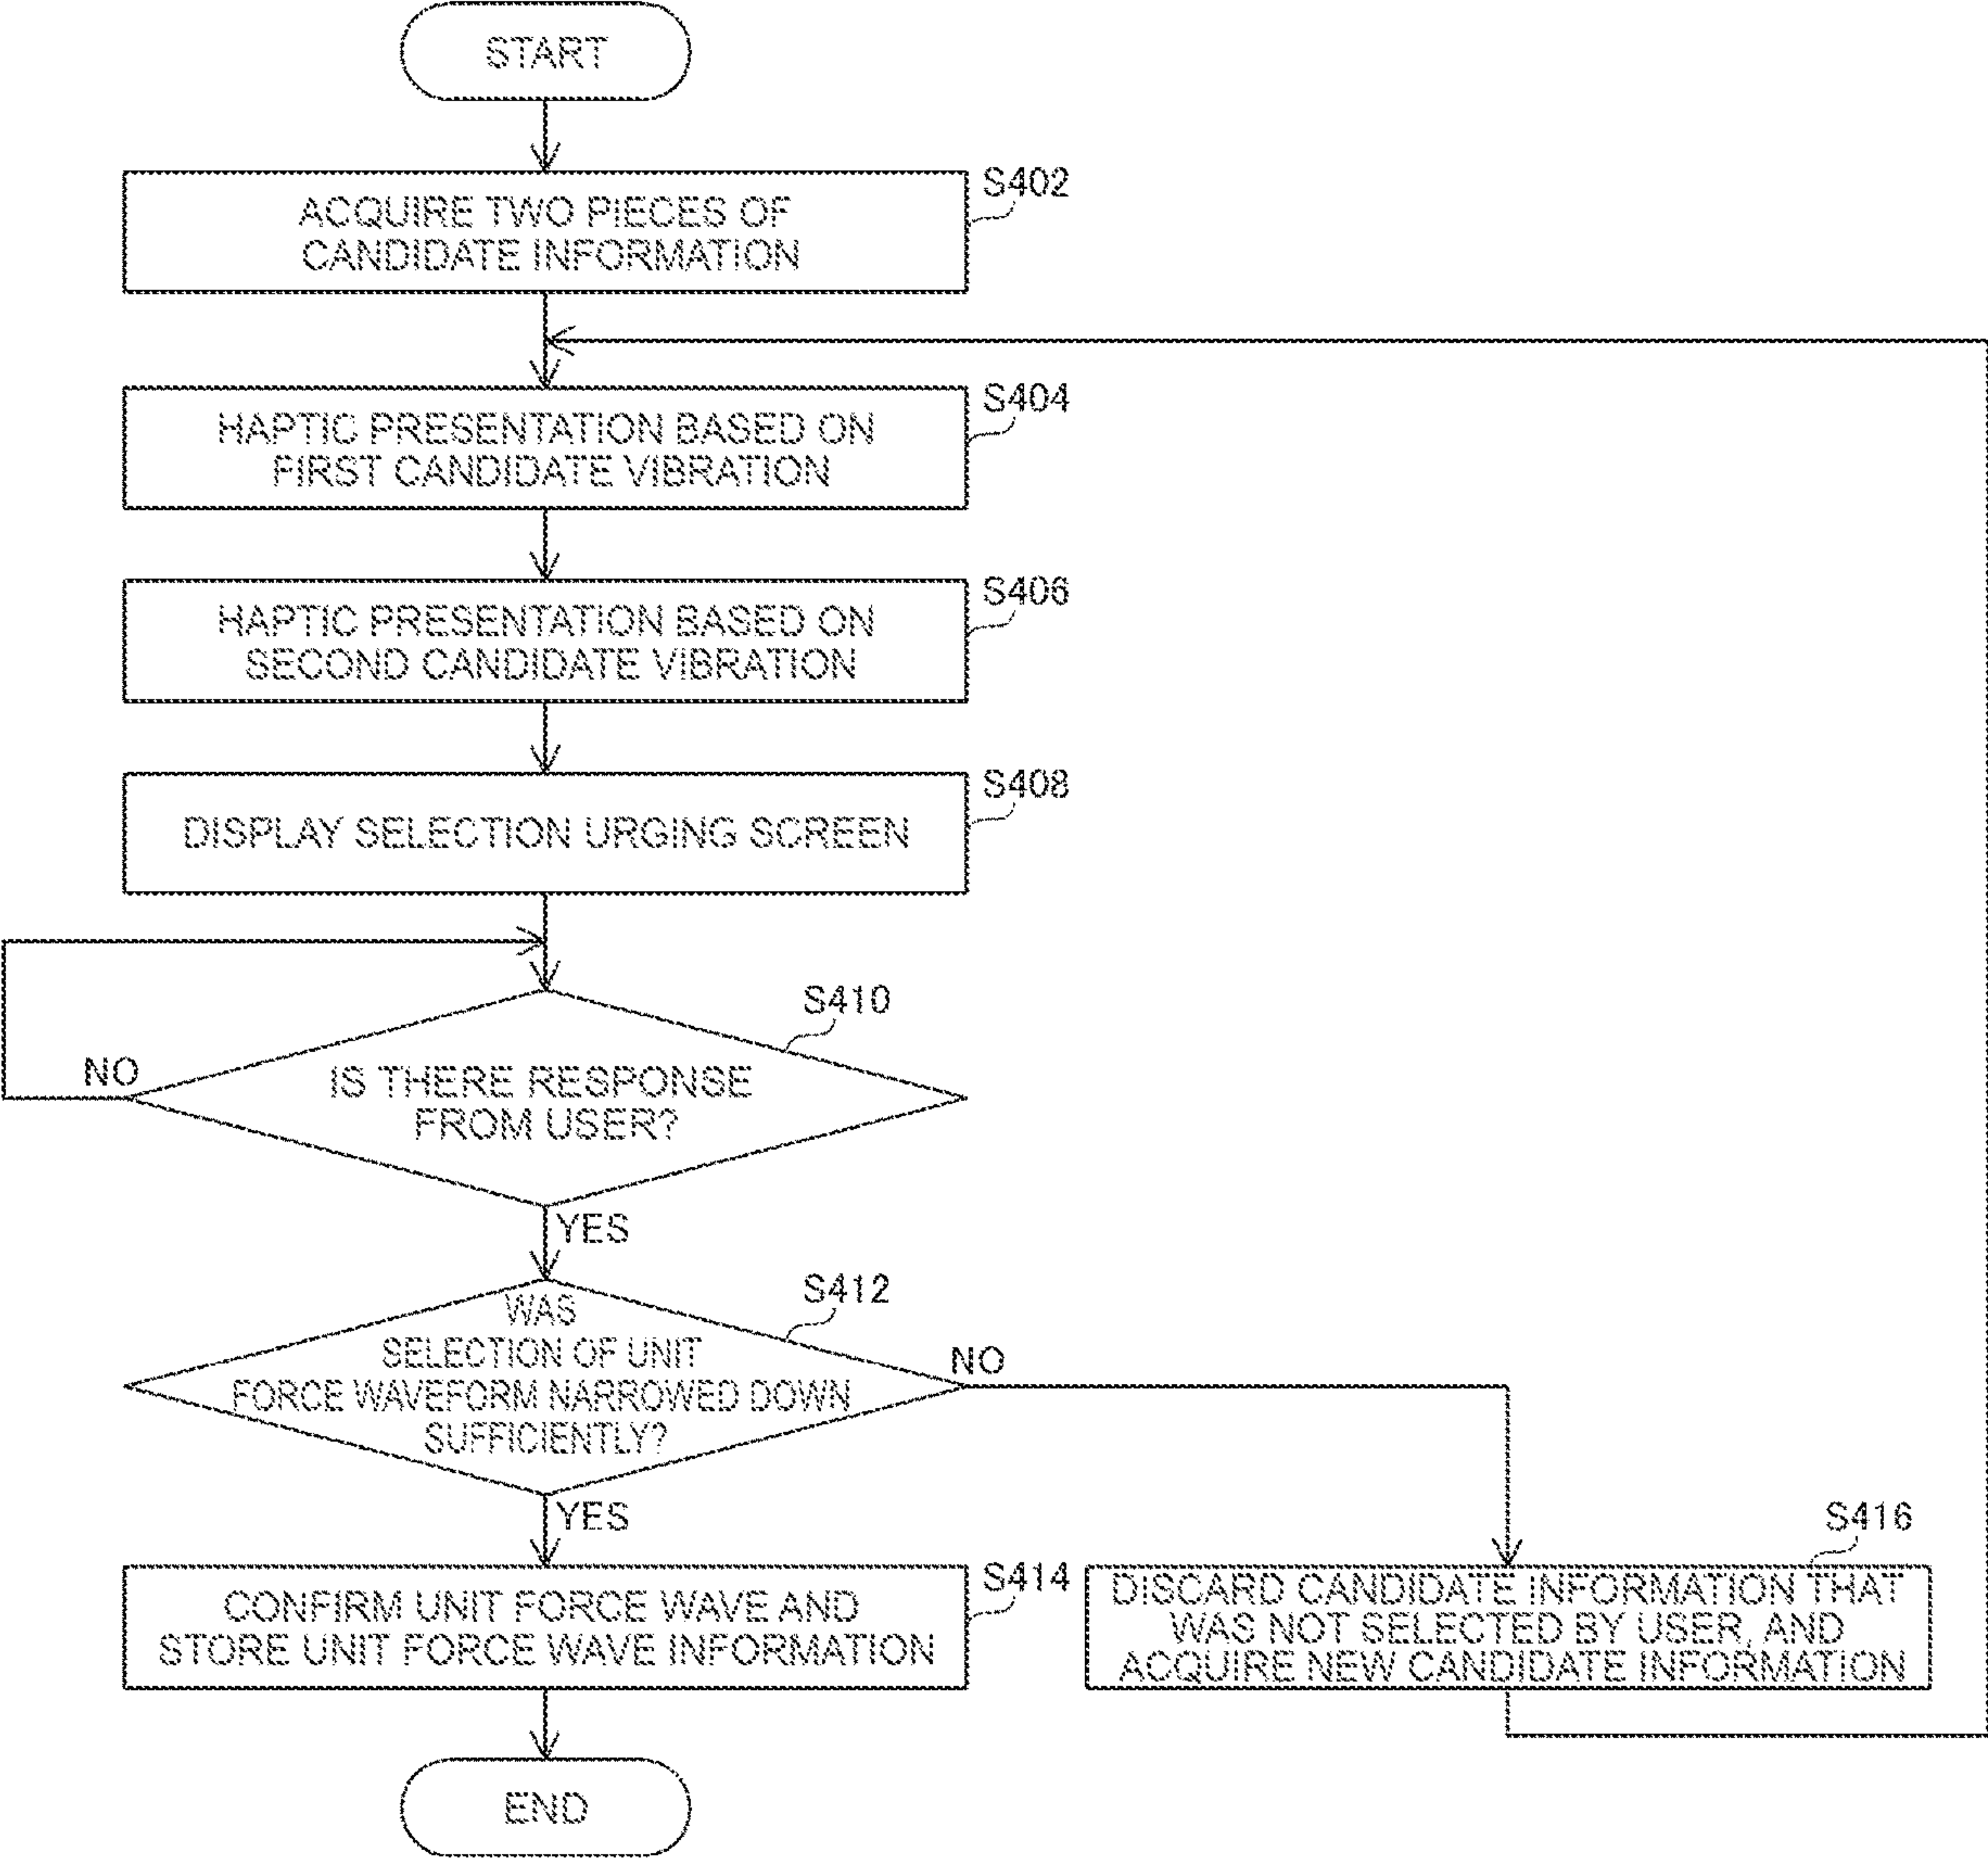 START
S402
ACQUIRE TWO PIECES OF
CANDIDATE INFORMATION
S404
HAPTIC PRESENTATION BASED ON
FIRST CANDIDATE VIBRATION
S406
HAPTIC PRESENTATION BASED ON
SECOND CANDIDATE VIBRATION
S408
DISPLAY SELECTION URGING SCREEN
S410
NO
IS THERE RESPONSE
FROM USER?
YES
S412
WAS
SELECTION OF UNIT
FORCE WAVEFORM NARROWED DOWN
SUFFICIENTLY?
NO
YES
S414
CONFIRM UNIT FORCE WAVE AND
STORE UNIT FORCE WAVE INFORMATION
S416
DISCARD CANDIDATE INFORMATION THAT
WAS NOT SELECTED BY USER, AND
ACQUIRE NEW CANDIDATE INFORMATION
END